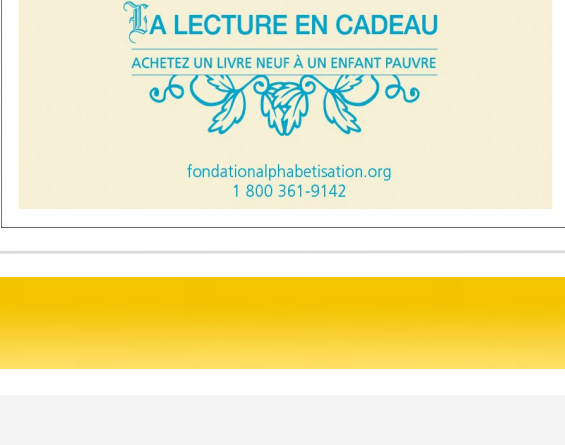 LA LECTURE EN CADEAU
ACHETEZ UN LIVRE NEUF À UN ENFANT PAUVRE
fondationalphabetisation.org
1 800 361-9142